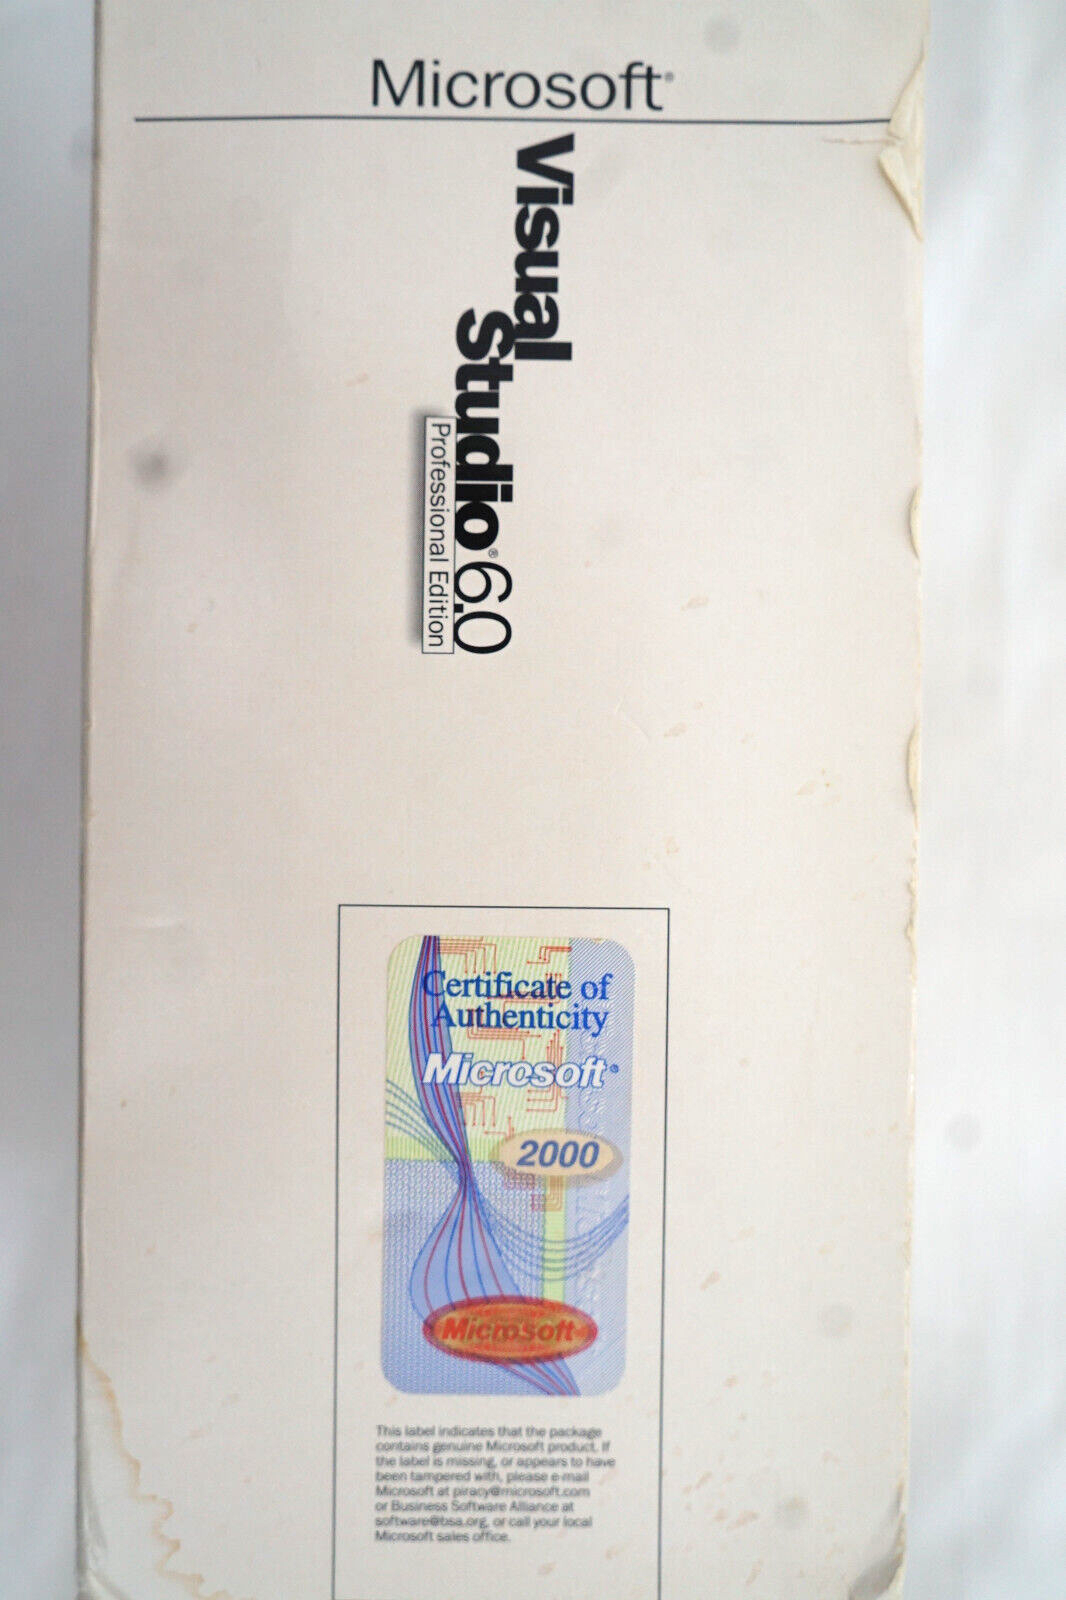 Microsoft®
Visual
Studio® 6.0
Professional Edition
Certificate of
Authenticity
Microsoft®
2000
Microsoft
This label indicates that the package
contains genuine Microsoft product. If
the label is missing, or appears to have
been tampered with, please e-mail
Microsoft at piracy@microsoft.com
or Business Software Alliance at
software@bsa.org, or call your local
Microsoft sales office.